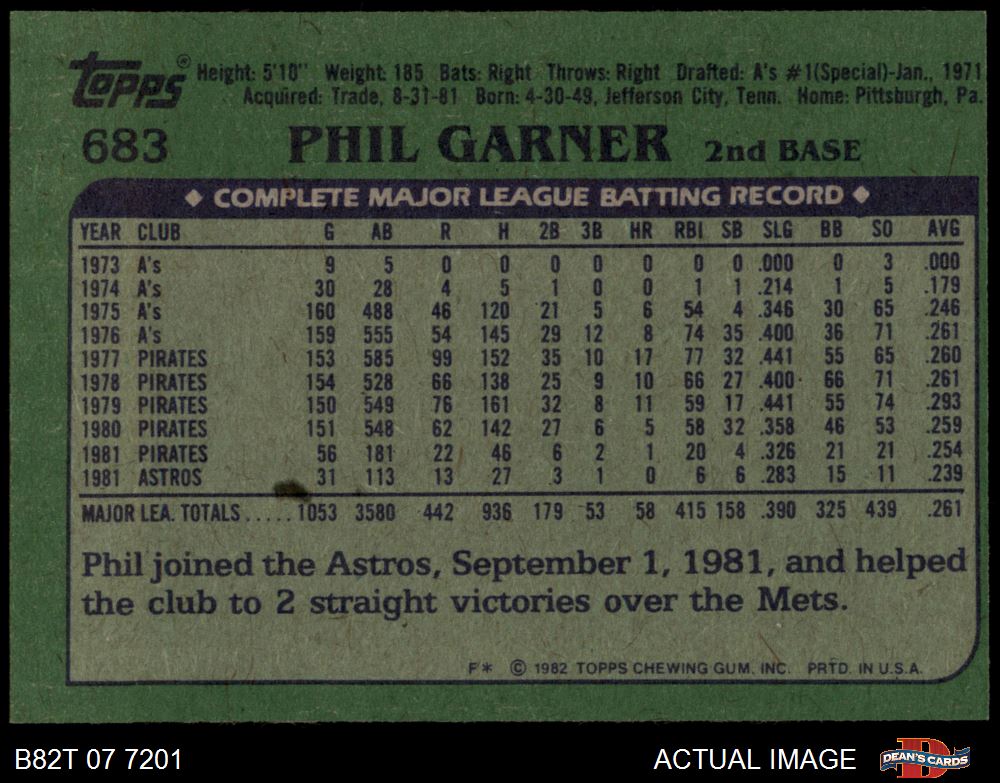 Topps® Height: 5'10" Weight: 185 Bats: Right Throws: Right Drafted: A's #1(Special)-Jan., 1971
Acquired: Trade, 8-31-81 Born: 4-30-49, Jefferson City, Tenn. Home: Pittsburgh, Pa.
683 PHIL GARNER 2nd BASE
◆ COMPLETE MAJOR LEAGUE BATTING RECORD ◆
YEAR CLUB G AB R H 2B 3B HR RBI SB SLG BB SO AVG
1973 A's 9 5 0 0 0 0 0 0 0 .000 0 3 .000
1974 A's 30 28 4 5 1 0 0 1 1 .214 1 5 .179
1975 A's 160 488 46 120 21 5 6 54 4 .346 30 65 .246
1976 A's 159 555 54 145 29 12 8 74 35 .400 36 71 .261
1977 PIRATES 153 585 99 152 35 10 17 77 32 .441 55 65 .260
1978 PIRATES 154 528 66 138 25 9 10 66 27 .400 66 71 .261
1979 PIRATES 150 549 76 161 32 8 11 59 17 .441 55 74 .293
1980 PIRATES 151 548 62 142 27 6 5 58 32 .358 46 53 .259
1981 PIRATES 56 181 22 46 6 2 1 20 4 .326 21 21 .254
1981 ASTROS 31 113 13 27 3 1 0 6 6 .283 15 11 .239
MAJOR LEA. TOTALS.....1053 3580 442 936 179 53 58 415 158 .390 325 439 .261
Phil joined the Astros, September 1, 1981, and helped
the club to 2 straight victories over the Mets.
F* © 1982 TOPPS CHEWING GUM, INC. PRTD. IN U.S.A.
B82T 07 7201 ACTUAL IMAGE DEAN'S CARDS